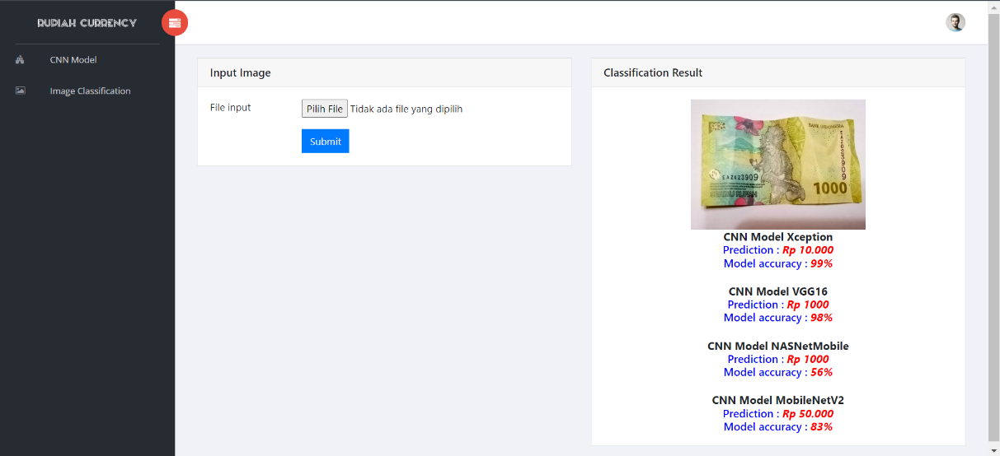 RUPIAH CURRENCY
CNN Model
Image Classification
Input Image
File input
Pilih File Tidak ada file yang dipilih
Submit
Classification Result
BANK INDONESIA
EAZ023909
EAZ023909
1000
CNN Model Xception
Prediction : Rp 10.000
Model accuracy : 99%
CNN Model VGG16
Prediction : Rp 1000
Model accuracy : 98%
CNN Model NASNetMobile
Prediction : Rp 1000
Model accuracy : 56%
CNN Model MobileNetV2
Prediction : Rp 50.000
Model accuracy : 83%